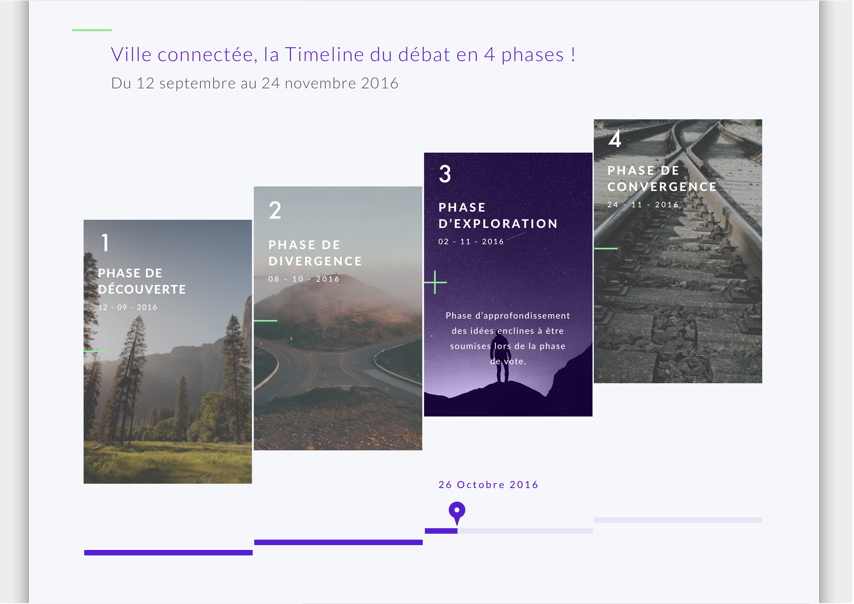 Ville connectée, la Timeline du débat en 4 phases !
Du 12 septembre au 24 novembre 2016
1
PHASE DE
DÉCOUVERTE
12 - 09 - 2016
2
PHASE DE
DIVERGENCE
08 - 10 - 2016
3
PHASE
D'EXPLORATION
02 - 11 - 2016
Phase d'approfondissement
des idées enclines à être
soumises lors de la phase
de vote.
4
PHASE DE
CONVERGENCE
24 - 11 - 2016
26 Octobre 2016